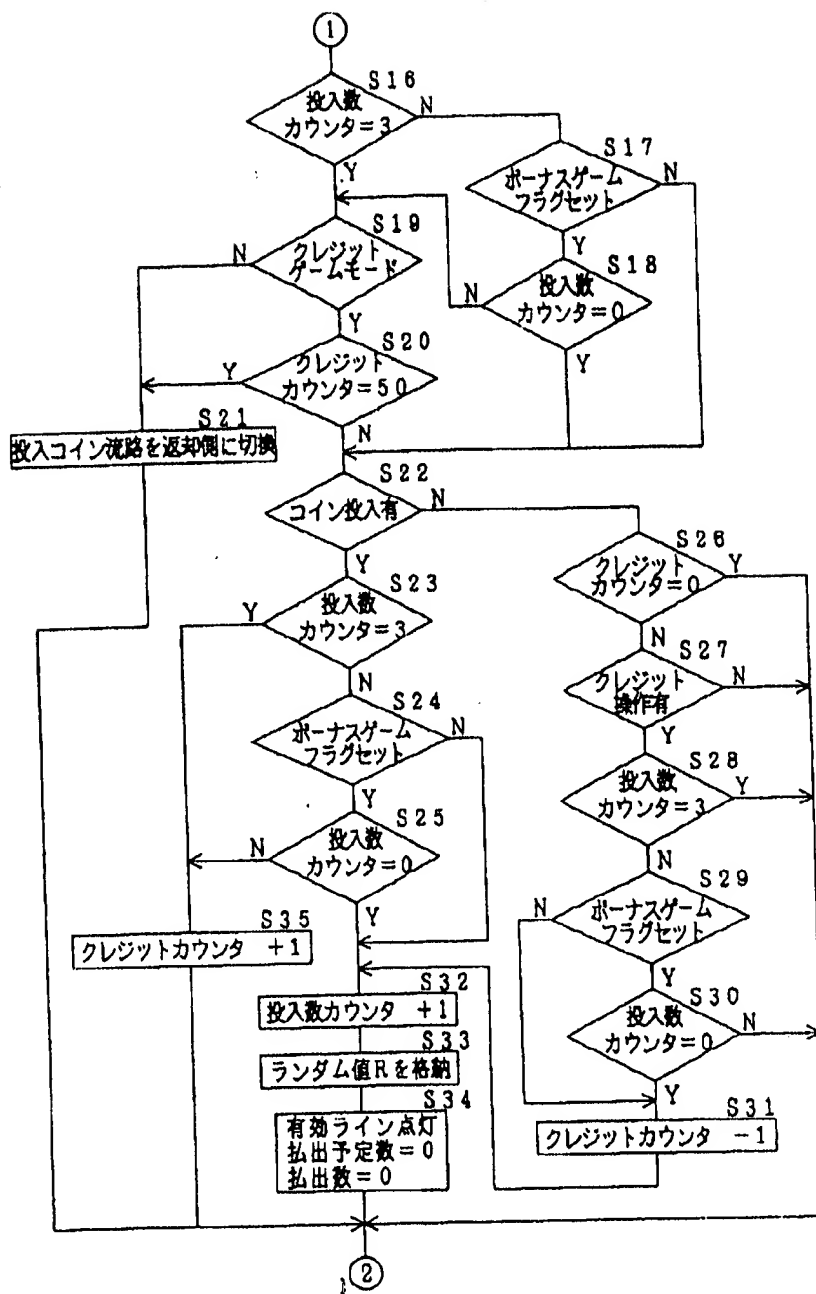 1
S16
投入数
カウンタ=3
N
Y
S17
ボーナスゲーム
フラグセット
N
Y
S18
投入数
カウンタ=0
N
Y
S19
クレジット
ゲームモード
N
Y
S20
クレジット
カウンタ=50
Y
N
S21
投入コイン流路を返却側に切換
S22
コイン投入有
N
Y
S23
投入数
カウンタ=3
Y
N
S24
ボーナスゲーム
フラグセット
N
Y
S25
投入数
カウンタ=0
N
Y
S26
クレジット
カウンタ=0
Y
N
S27
クレジット
操作有
N
Y
S28
投入数
カウンタ=3
Y
N
S29
ボーナスゲーム
フラグセット
N
Y
S30
投入数
カウンタ=0
N
Y
S31
クレジットカウンタ -1
S35
クレジットカウンタ +1
S32
投入数カウンタ +1
S33
ランダム値Rを格納
S34
有効ライン点灯
払出予定数=0
払出数=0
2